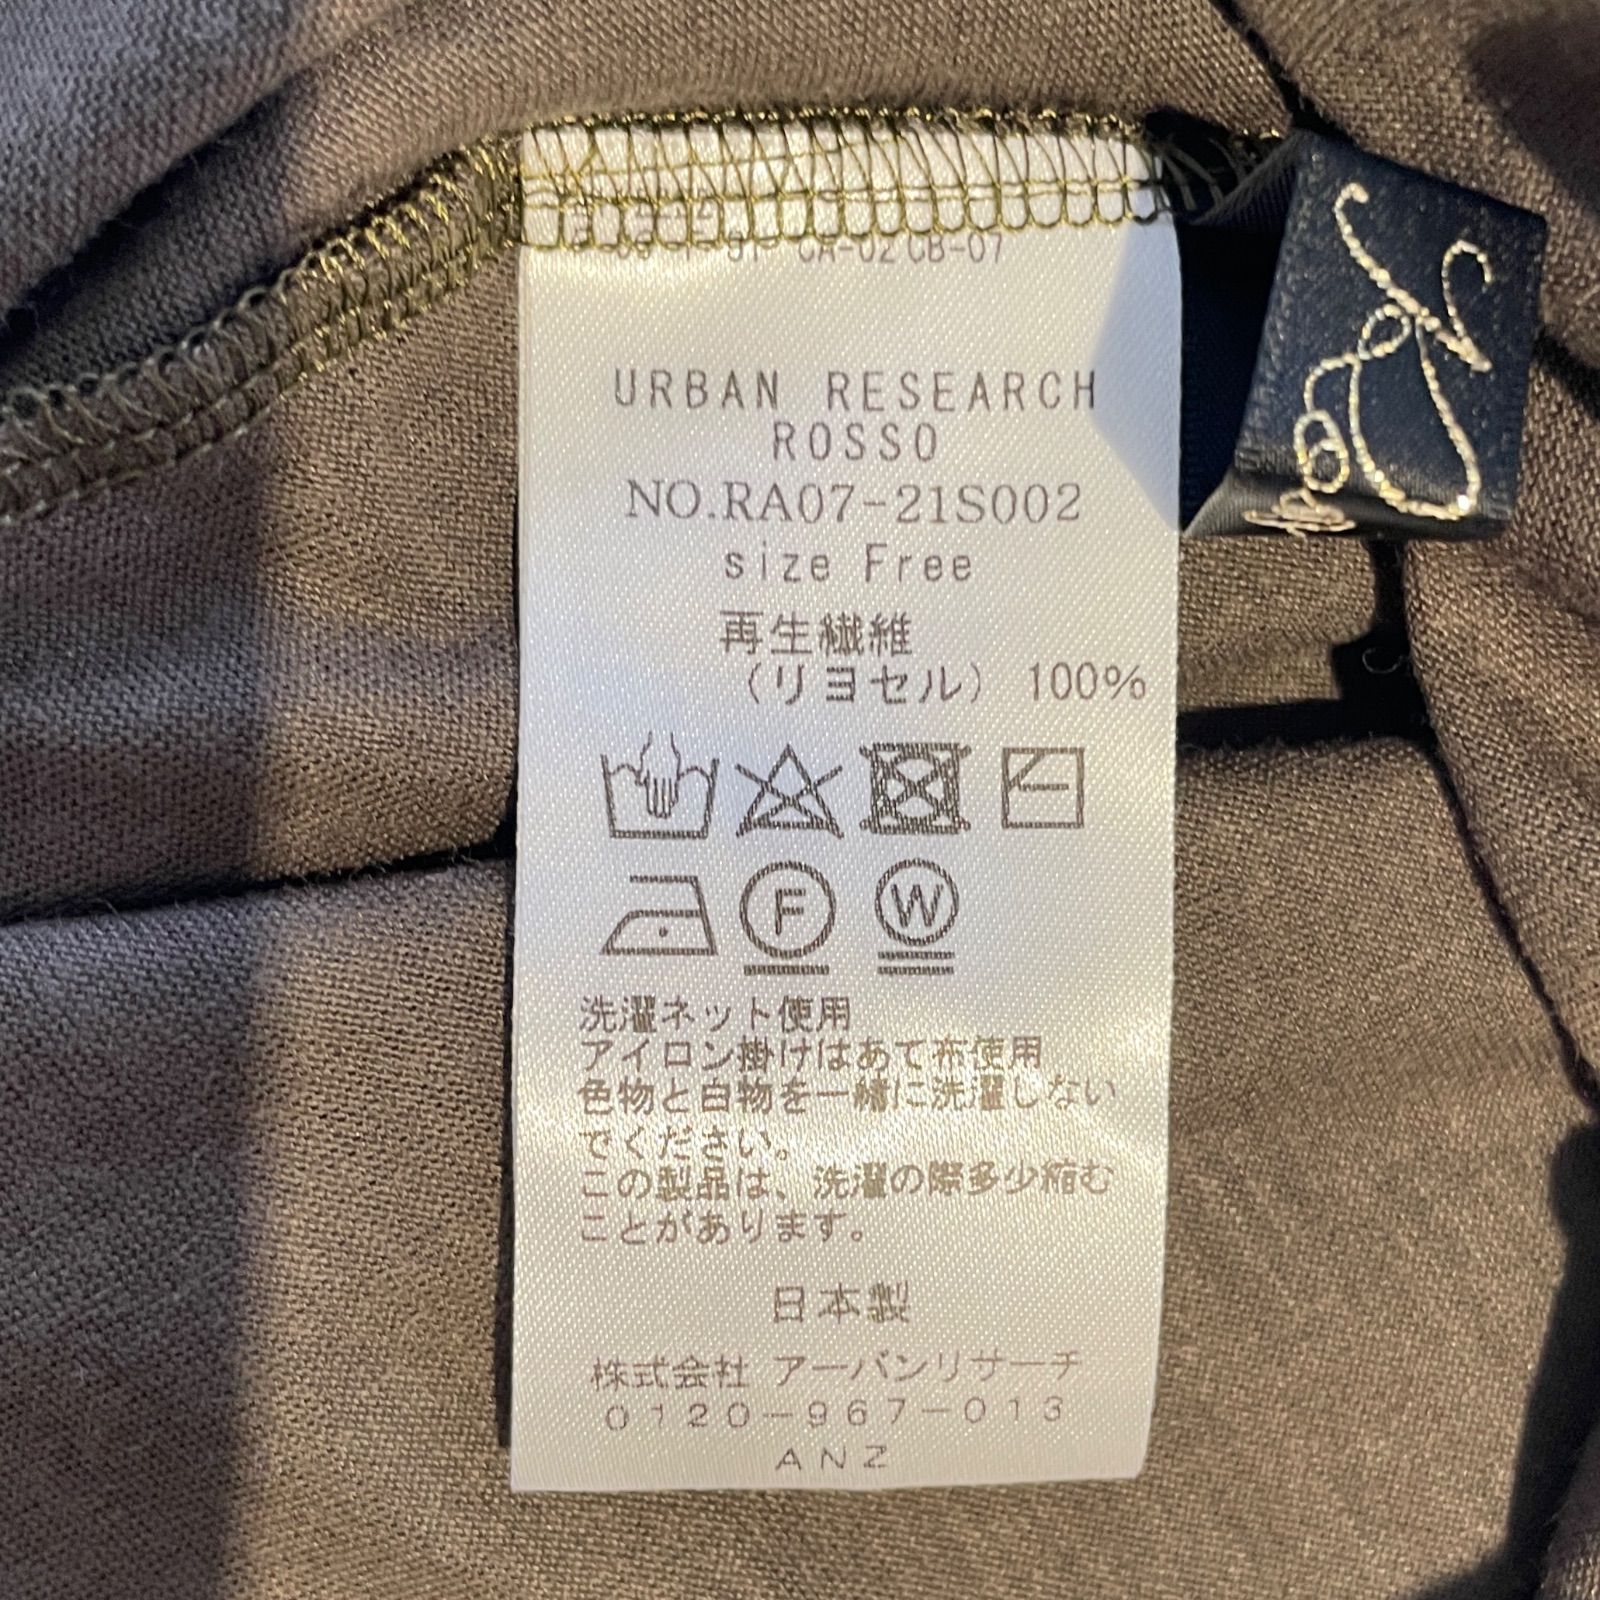 CA-02 CB-07
URBAN RESEARCH
ROSSO
NO.RA07-21S002
size Free
再生繊維
（リヨセル） 100%
F W
洗濯ネット使用
アイロン掛けはあて布使用
色物と白物を一緒に洗濯しない
でください。
この製品は、洗濯の際多少縮む
ことがあります。
日本製
株式会社 アーバンリサーチ
0120-967-013
ANZ